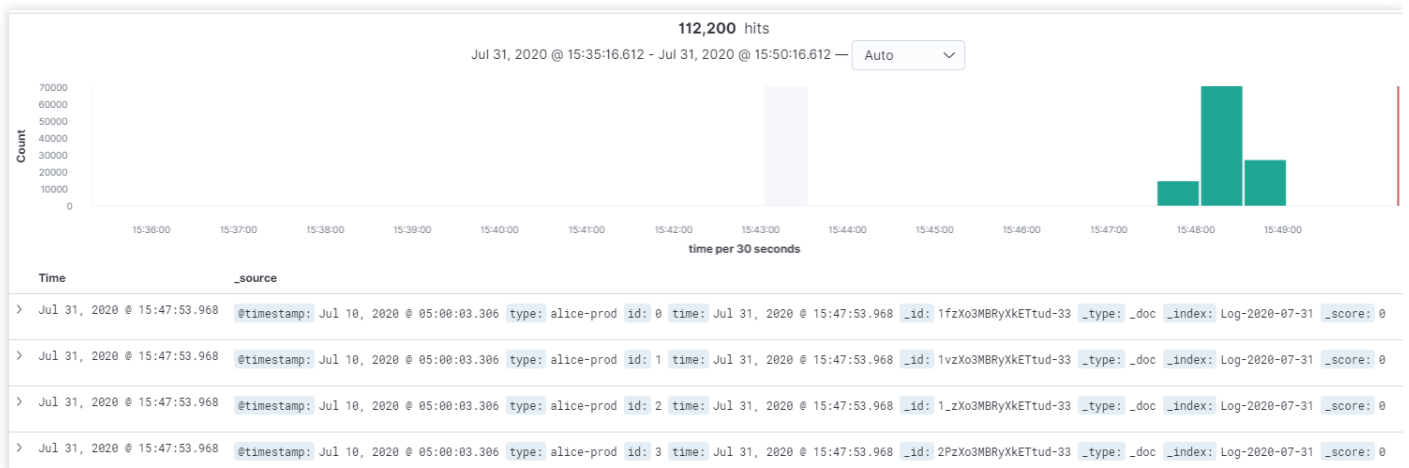 112,200 hits
Jul 31, 2020 @ 15:35:16.612 - Jul 31, 2020 @ 15:50:16.612 — Auto
70000
60000
50000
40000
30000
20000
10000
0
Count
15:36:00 15:37:00 15:38:00 15:39:00 15:40:00 15:41:00 15:42:00 15:43:00 15:44:00 15:45:00 15:46:00 15:47:00 15:48:00 15:49:00
time per 30 seconds
Time _source
Jul 31, 2020 @ 15:47:53.968 @timestamp: Jul 10, 2020 @ 05:00:03.306 type: alice-prod id: 0 time: Jul 31, 2020 @ 15:47:53.968 _id: 1fzXo3MBRyXkETtud-33 _type: _doc _index: Log-2020-07-31 _score: 0
Jul 31, 2020 @ 15:47:53.968 @timestamp: Jul 10, 2020 @ 05:00:03.306 type: alice-prod id: 1 time: Jul 31, 2020 @ 15:47:53.968 _id: 1vzXo3MBRyXkETtud-33 _type: _doc _index: Log-2020-07-31 _score: 0
Jul 31, 2020 @ 15:47:53.968 @timestamp: Jul 10, 2020 @ 05:00:03.306 type: alice-prod id: 2 time: Jul 31, 2020 @ 15:47:53.968 _id: 1_zXo3MBRyXkETtud-33 _type: _doc _index: Log-2020-07-31 _score: 0
Jul 31, 2020 @ 15:47:53.968 @timestamp: Jul 10, 2020 @ 05:00:03.306 type: alice-prod id: 3 time: Jul 31, 2020 @ 15:47:53.968 _id: 2PzXo3MBRyXkETtud-33 _type: _doc _index: Log-2020-07-31 _score: 0